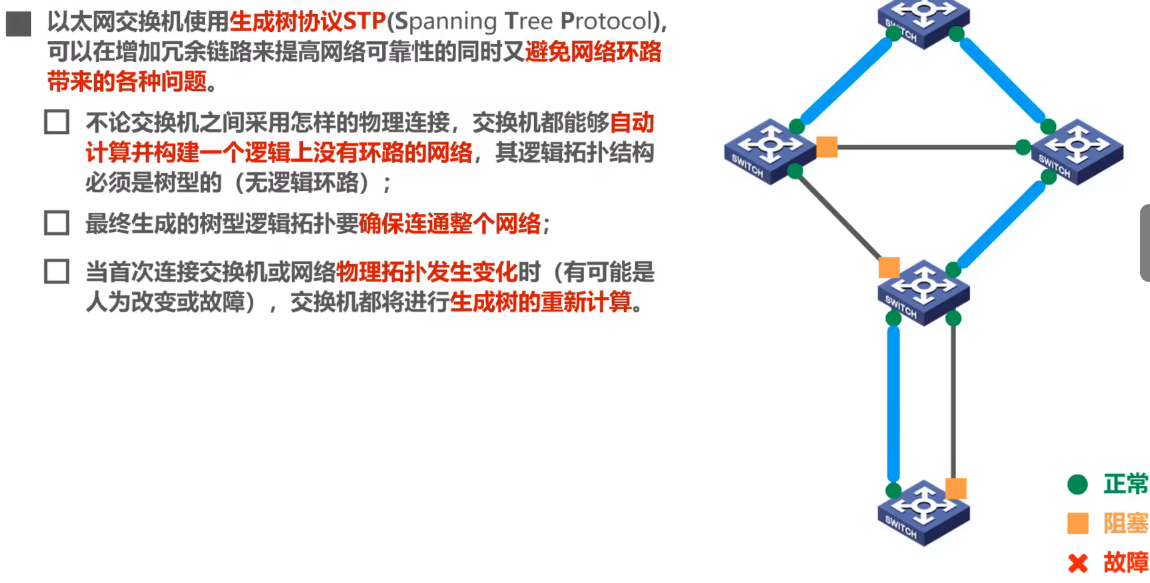 以太网交换机使用生成树协议STP(Spanning Tree Protocol),
可以在增加冗余链路来提高网络可靠性的同时又避免网络环路
带来的各种问题。
不论交换机之间采用怎样的物理连接，交换机都能够自动
计算并构建一个逻辑上没有环路的网络，其逻辑拓扑结构
必须是树型的（无逻辑环路）；
最终生成的树型逻辑拓扑要确保连通整个网络；
当首次连接交换机或网络物理拓扑发生变化时（有可能是
人为改变或故障），交换机都将进行生成树的重新计算。
SWITCH
SWITCH
SWITCH
SWITCH
SWITCH
正常
阻塞
故障